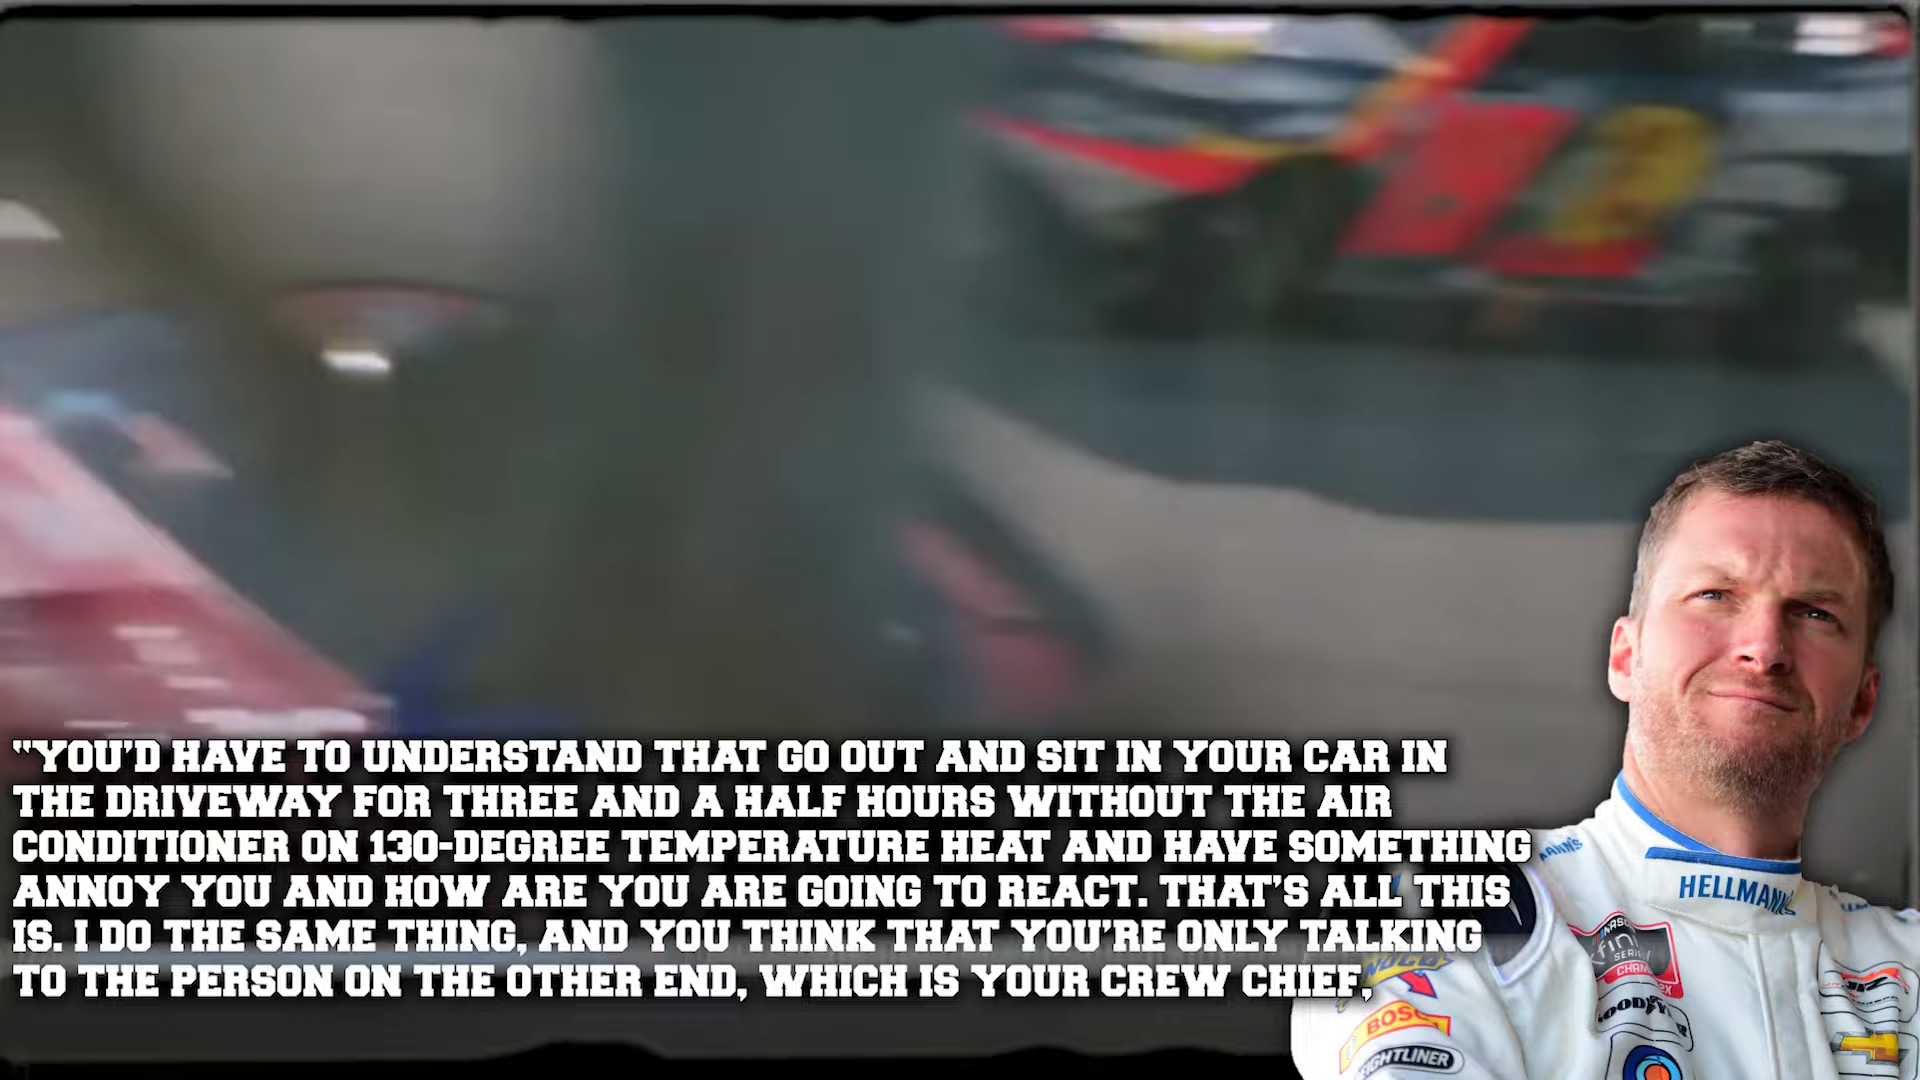 "YOU'D HAVE TO UNDERSTAND THAT GO OUT AND SIT IN YOUR CAR IN
THE DRIVEWAY FOR THREE AND A HALF HOURS WITHOUT THE AIR
CONDITIONER ON 130-DEGREE TEMPERATURE HEAT AND HAVE SOMETHING
ANNOY YOU AND HOW ARE YOU ARE GOING TO REACT. THAT'S ALL THIS
IS. I DO THE SAME THING, AND YOU THINK THAT YOU'RE ONLY TALKING
TO THE PERSON ON THE OTHER END, WHICH IS YOUR CREW CHIEF,
HELLMANN'S
NASCAR
SERIES
BOSCH